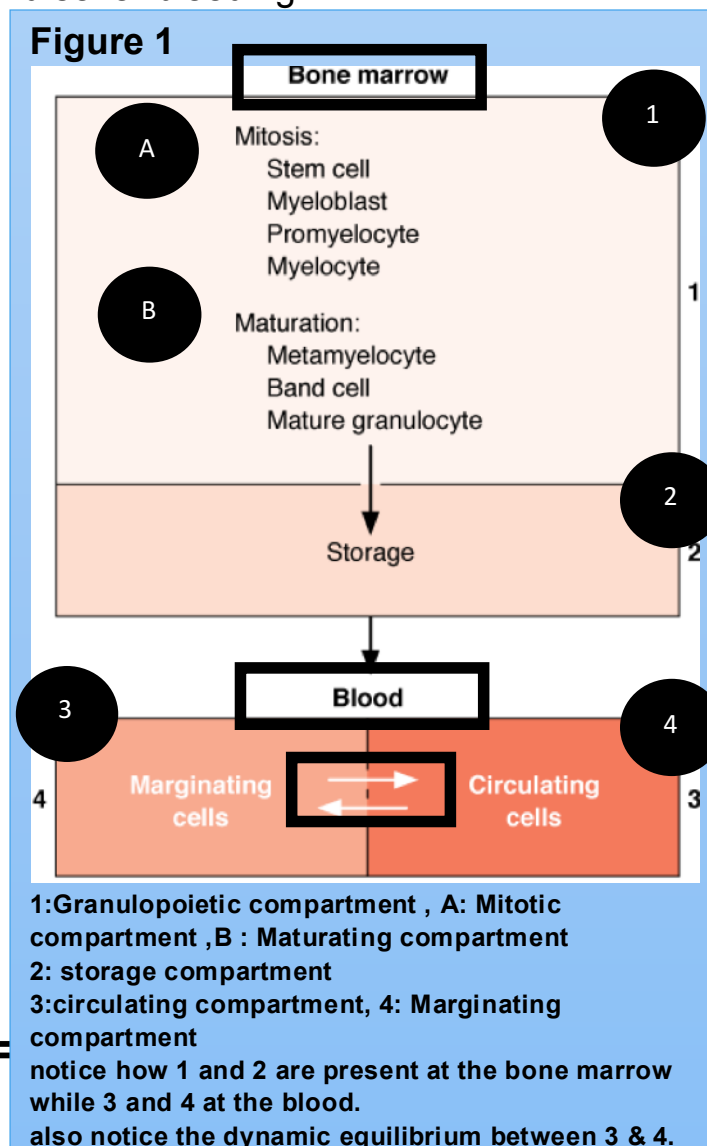 Figure 1
Bone marrow
1
A
Mitosis:
Stem cell
Myeloblast
Promyelocyte
Myelocyte
1
B
Maturation:
Metamyelocyte
Band cell
Mature granulocyte
2
Storage
2
Blood
3
4
4
Marginating
cells
Circulating
cells
3
1:Granulopoietic compartment , A: Mitotic
compartment ,B : Maturating compartment
2: storage compartment
3:circulating compartment, 4: Marginating
compartment
notice how 1 and 2 are present at the bone marrow
while 3 and 4 at the blood.
also notice the dynamic equilibrium between 3 & 4.